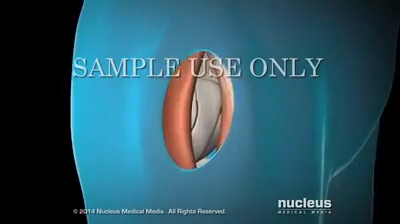 SAMPLE USE ONLY
© 2014 Nucleus Medical Media. All Rights Reserved.
nucleus
MEDICAL MEDIA